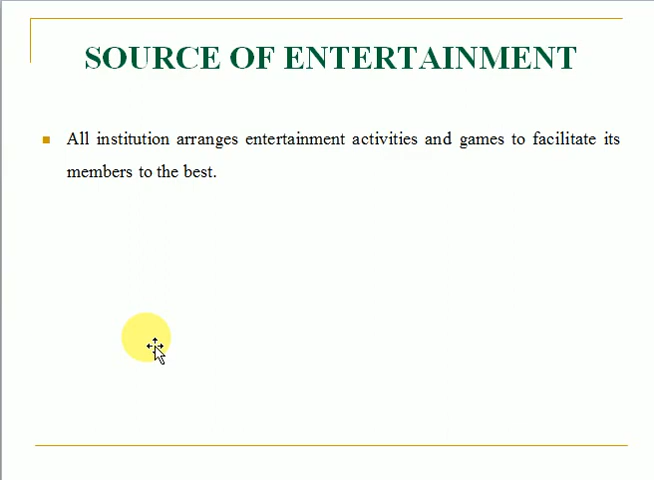 SOURCE OF ENTERTAINMENT
All institution arranges entertainment activities and games to facilitate its
members to the best.